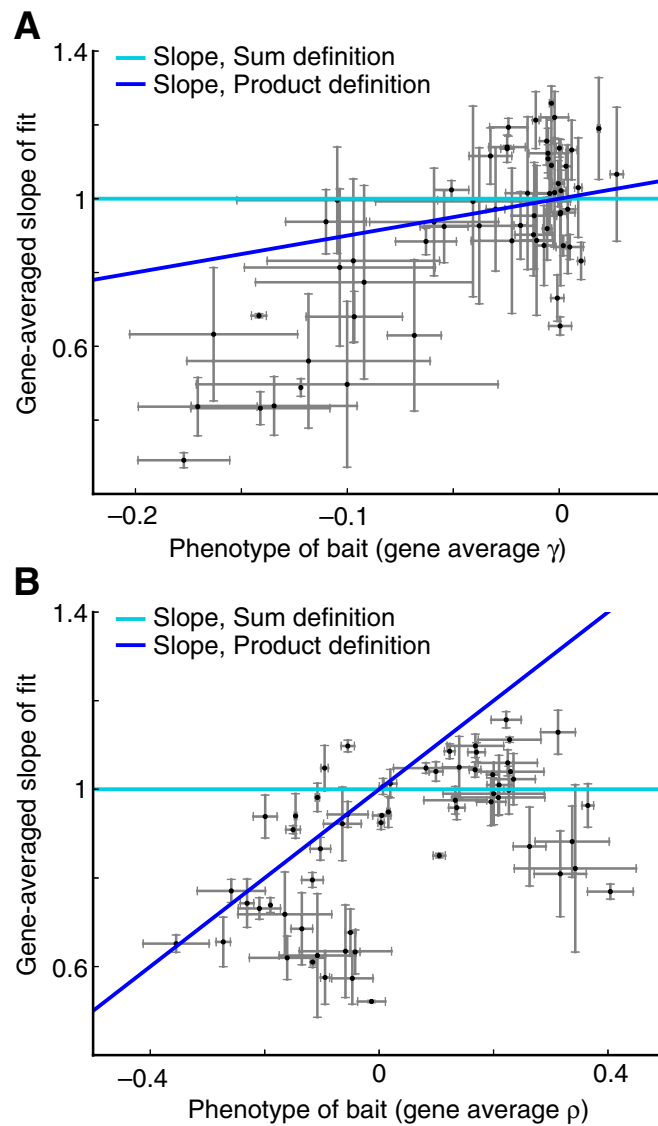 A
1.4
Slope, Sum definition
Slope, Product definition
1
0.6
Gene-averaged slope of fit
−0.2
−0.1
0
Phenotype of bait (gene average γ)
B
1.4
Slope, Sum definition
Slope, Product definition
1
0.6
Gene-averaged slope of fit
−0.4
0
0.4
Phenotype of bait (gene average ρ)